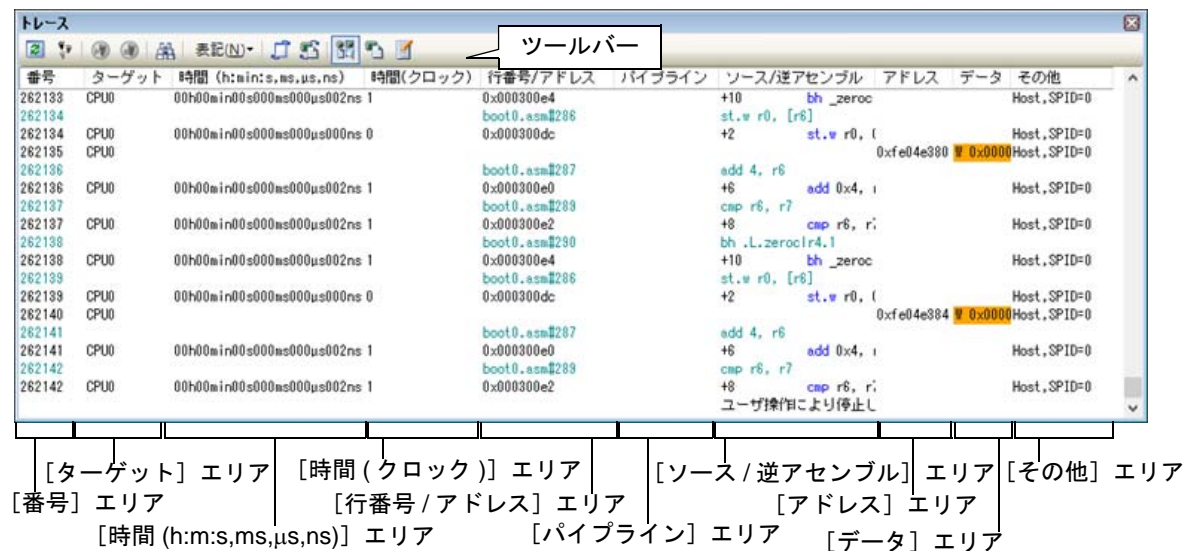 トレース
表記(N)
ツールバー
番号 ターゲット 時間 (h:min:s,ms,μs,ns) 時間(クロック) 行番号/アドレス パイプライン ソース/逆アセンブル アドレス データ その他
262133 CPU0 00h00min00s000ms000μs002ns 1 0x000300e4 +10 bh _zeroc Host,SPID=0
262134 boot0.asm#286 st.w r0, [r6]
262134 CPU0 00h00min00s000ms000μs000ns 0 0x000300dc +2 st.w r0, Host,SPID=0
262135 CPU0 0xfe04e380 W 0x0000 Host,SPID=0
262136 boot0.asm#287 add 4, r6
262136 CPU0 00h00min00s000ms000μs002ns 1 0x000300e0 +6 add 0x4, Host,SPID=0
262137 boot0.asm#289 cmp r6, r7
262137 CPU0 00h00min00s000ms000μs002ns 1 0x000300e2 +8 cmp r6, Host,SPID=0
262138 boot0.asm#290 bh .L.zeroclr4.1
262138 CPU0 00h00min00s000ms000μs002ns 1 0x000300e4 +10 bh _zeroc Host,SPID=0
262139 boot0.asm#286 st.w r0, [r6]
262139 CPU0 00h00min00s000ms000μs000ns 0 0x000300dc +2 st.w r0, Host,SPID=0
262140 CPU0 0xfe04e384 W 0x0000 Host,SPID=0
262141 boot0.asm#287 add 4, r6
262141 CPU0 00h00min00s000ms000μs002ns 1 0x000300e0 +6 add 0x4, Host,SPID=0
262142 boot0.asm#289 cmp r6, r7
262142 CPU0 00h00min00s000ms000μs002ns 1 0x000300e2 +8 cmp r6, Host,SPID=0
ユーザ操作により停止し
［ターゲット］エリア ［時間 (クロック )］エリア ［ソース / 逆アセンブル］エリア ［その他］エリア
［番号］エリア ［行番号 / アドレス］エリア ［アドレス］エリア
［時間 (h:m:s,ms,μs,ns)］エリア ［パイプライン］エリア ［データ］エリア